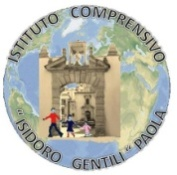 ISTITUTO COMPRENSIVO
"ISIDORO GENTILI" PAOLA